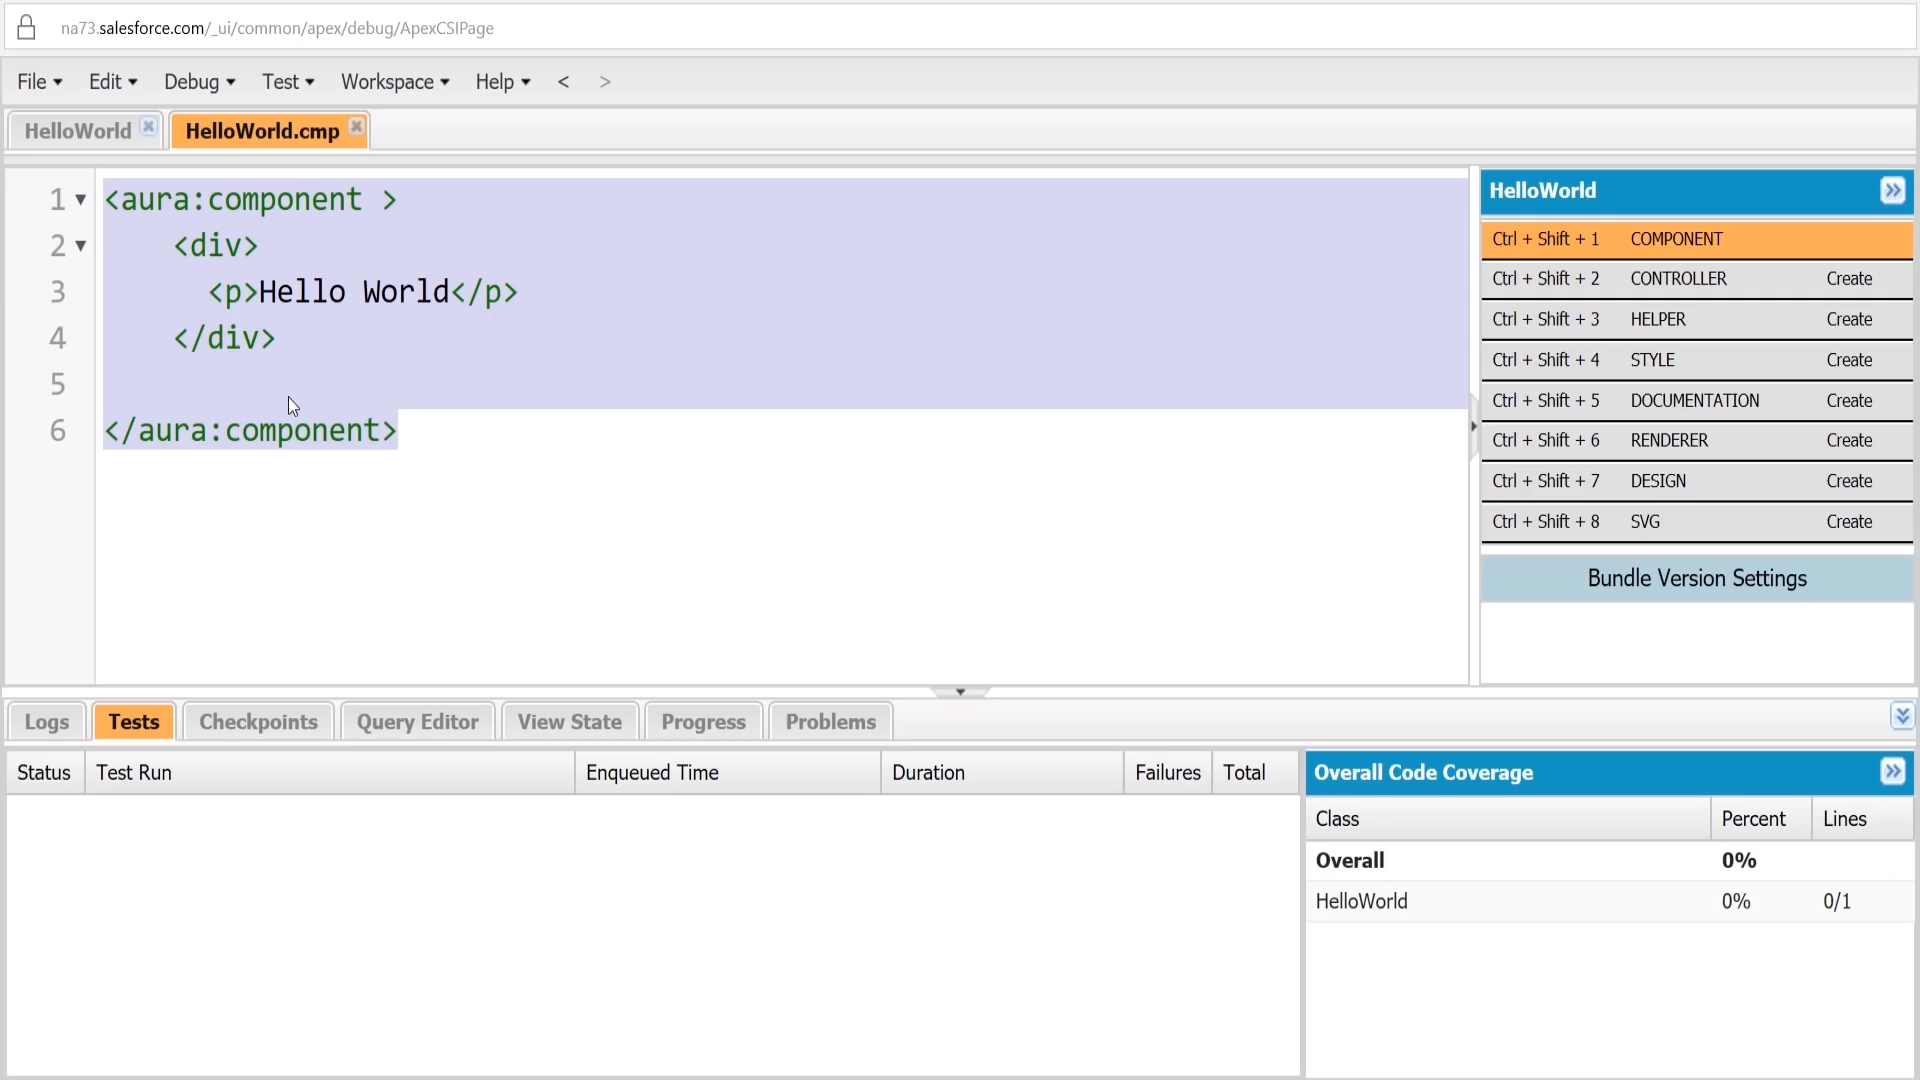 na73.salesforce.com/_ui/common/apex/debug/ApexCSIPage
File Edit Debug Test Workspace Help < >
HelloWorld HelloWorld.cmp
1 <aura:component >
2 <div>
3 <p>Hello World</p>
4 </div>
5
6 </aura:component>
HelloWorld
Ctrl + Shift + 1 COMPONENT
Ctrl + Shift + 2 CONTROLLER Create
Ctrl + Shift + 3 HELPER Create
Ctrl + Shift + 4 STYLE Create
Ctrl + Shift + 5 DOCUMENTATION Create
Ctrl + Shift + 6 RENDERER Create
Ctrl + Shift + 7 DESIGN Create
Ctrl + Shift + 8 SVG Create
Bundle Version Settings
Logs Tests Checkpoints Query Editor View State Progress Problems
Status Test Run Enqueued Time Duration Failures Total
Overall Code Coverage
Class Percent Lines
Overall 0%
HelloWorld 0% 0/1